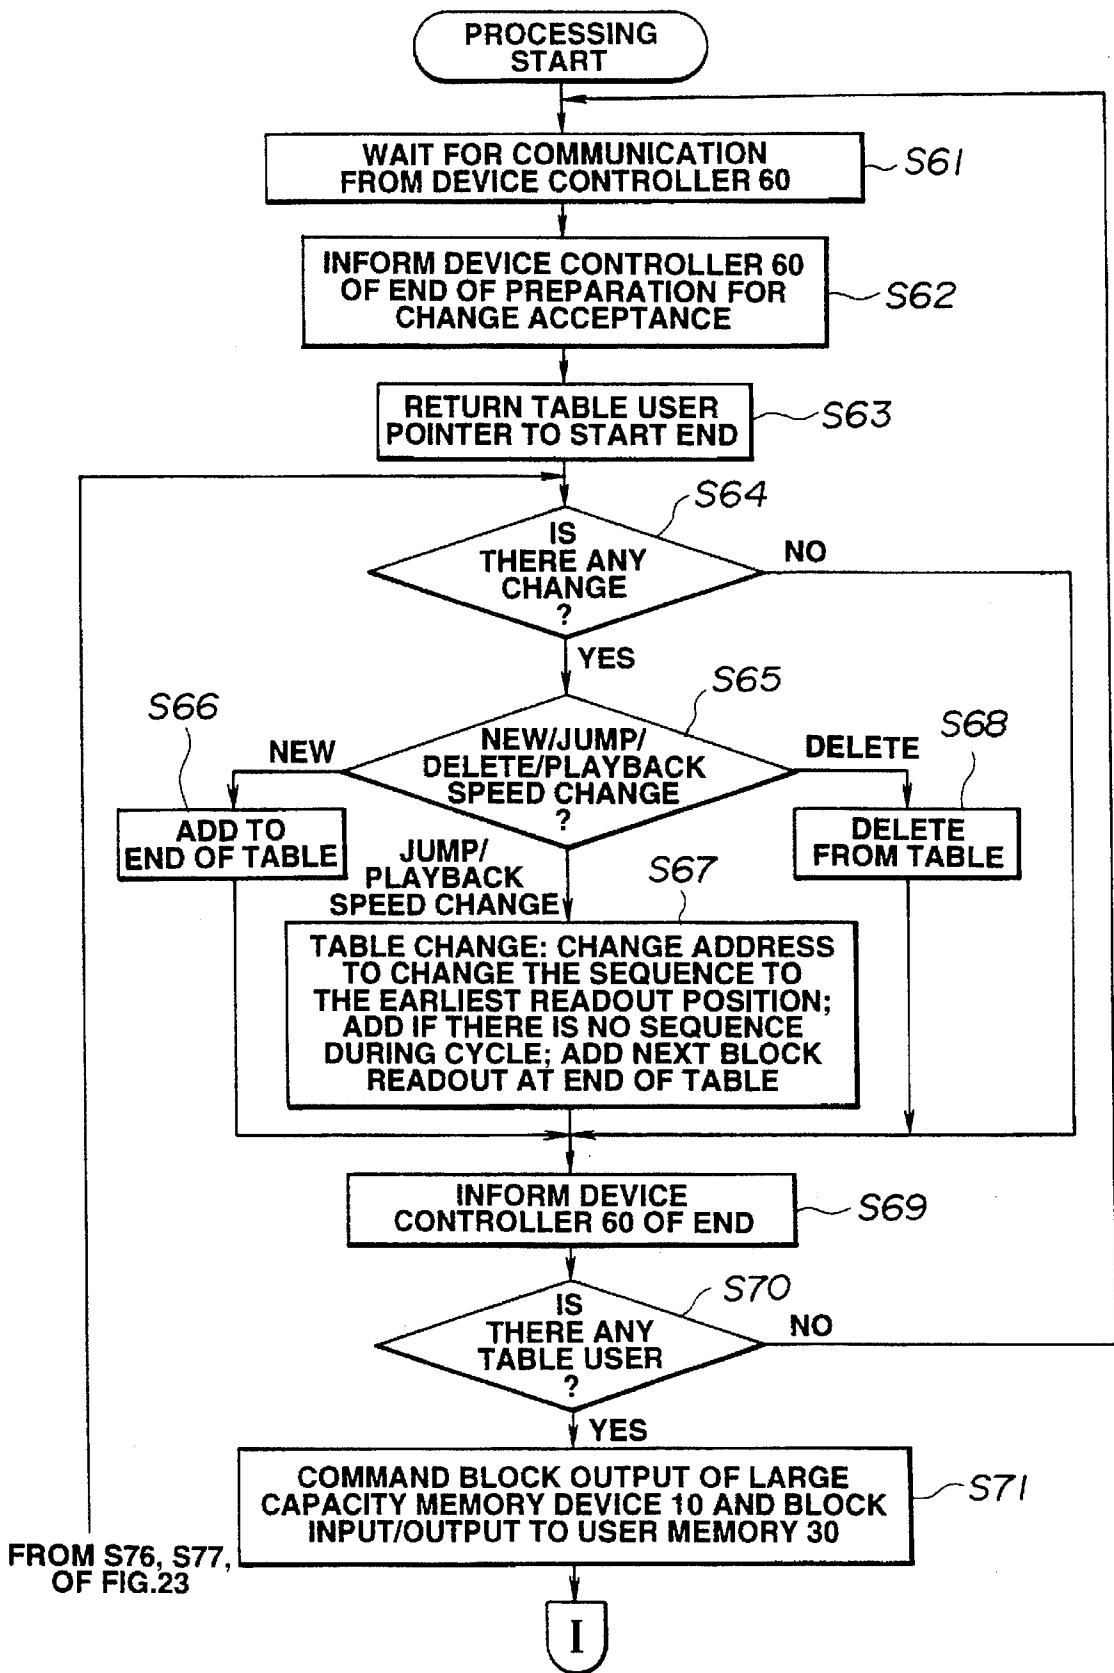 PROCESSING
START
WAIT FOR COMMUNICATION
FROM DEVICE CONTROLLER 60
S61
INFORM DEVICE CONTROLLER 60
OF END OF PREPARATION FOR
CHANGE ACCEPTANCE
S62
RETURN TABLE USER
POINTER TO START END
S63
S64
IS
THERE ANY
CHANGE
?
NO
YES
S65
S66
NEW
NEW/JUMP/
DELETE/PLAYBACK
SPEED CHANGE
?
DELETE
S68
ADD TO
END OF TABLE
DELETE
FROM TABLE
JUMP/
PLAYBACK
SPEED CHANGE
S67
TABLE CHANGE: CHANGE ADDRESS
TO CHANGE THE SEQUENCE TO
THE EARLIEST READOUT POSITION;
ADD IF THERE IS NO SEQUENCE
DURING CYCLE; ADD NEXT BLOCK
READOUT AT END OF TABLE
INFORM DEVICE
CONTROLLER 60 OF END
S69
S70
IS
THERE ANY
TABLE USER
?
NO
YES
COMMAND BLOCK OUTPUT OF LARGE
CAPACITY MEMORY DEVICE 10 AND BLOCK
INPUT/OUTPUT TO USER MEMORY 30
S71
FROM S76, S77,
OF FIG.23
I